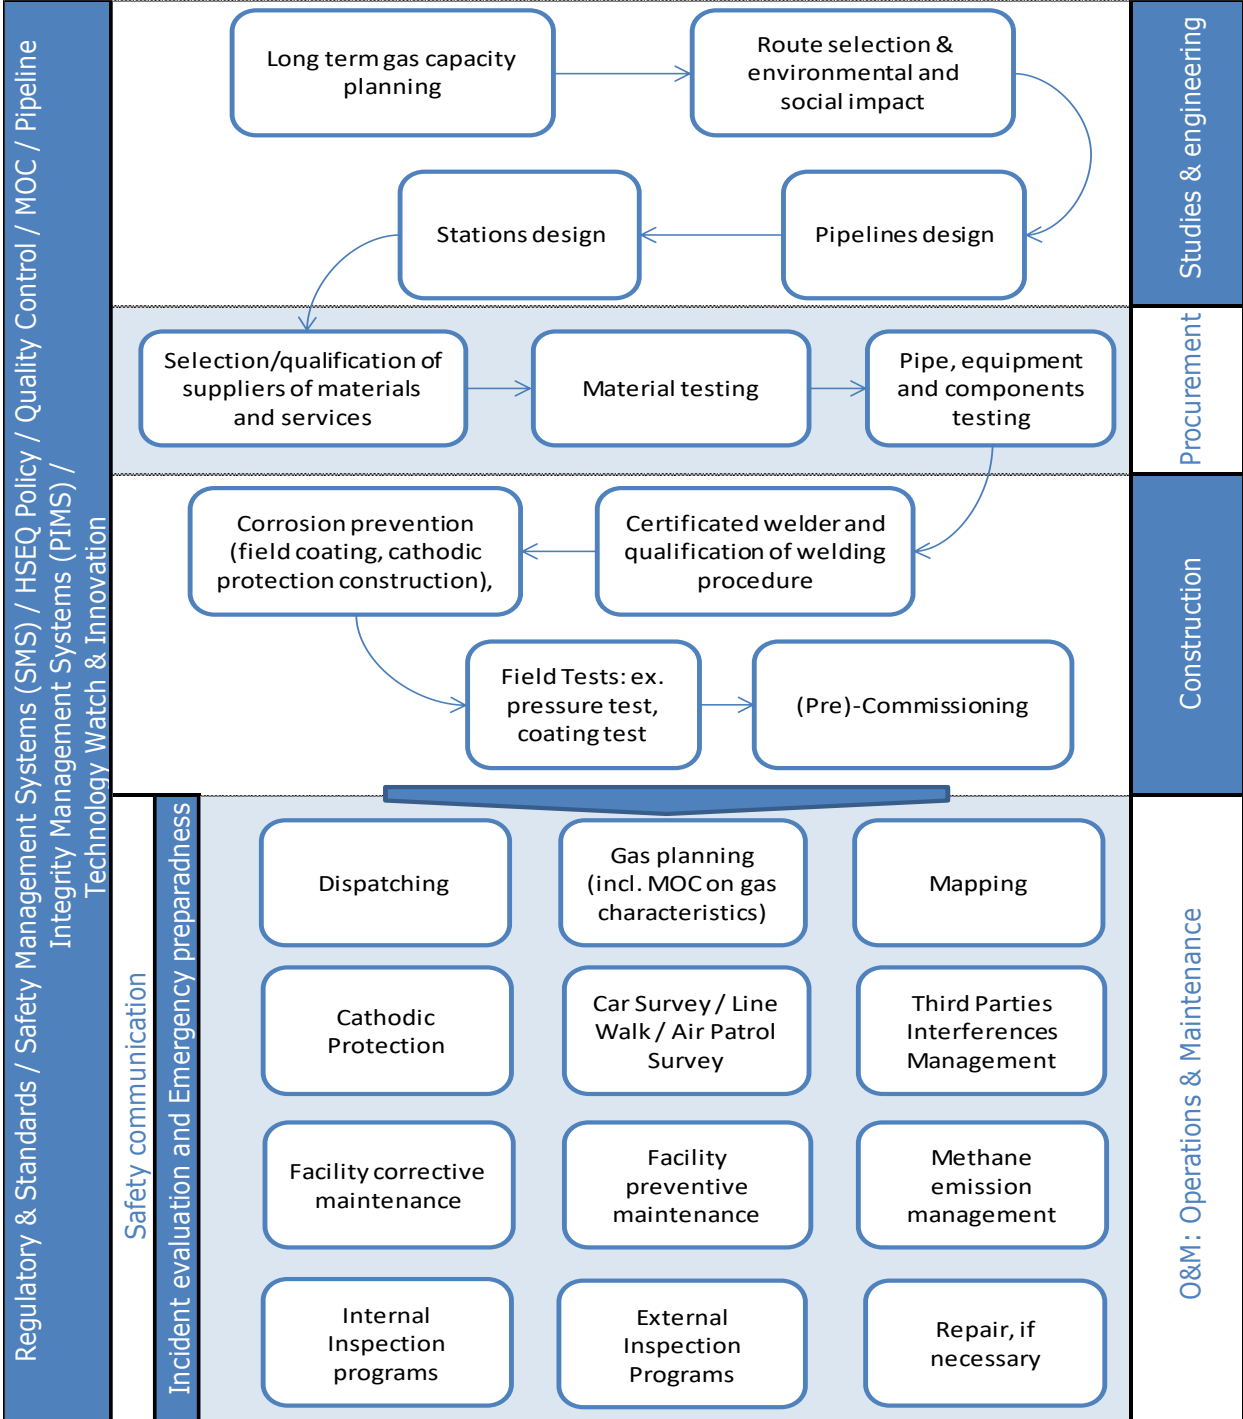 Regulatory & Standards / Safety Management Systems (SMS) / HSEQ Policy / Quality Control / MOC / Pipeline
Integrity Management Systems (PIMS) /
Technology Watch & Innovation
Long term gas capacity
planning
Route selection &
environmental and
social impact
Stations design
Pipelines design
Studies & engineering
Selection/qualification of
suppliers of materials
and services
Material testing
Pipe, equipment
and components
testing
Procurement
Corrosion prevention
(field coating, cathodic
protection construction),
Certificated welder and
qualification of welding
procedure
Field Tests: ex.
pressure test,
coating test
(Pre)-Commissioning
Construction
Safety communication
Incident evaluation and Emergency preparadness
Dispatching
Gas planning
(incl. MOC on gas
characteristics)
Mapping
Cathodic
Protection
Car Survey / Line
Walk / Air Patrol
Survey
Third Parties
Interferences
Management
Facility corrective
maintenance
Facility
preventive
maintenance
Methane
emission
management
Internal
Inspection
programs
External
Inspection
Programs
Repair, if
necessary
O&M: Operations & Maintenance